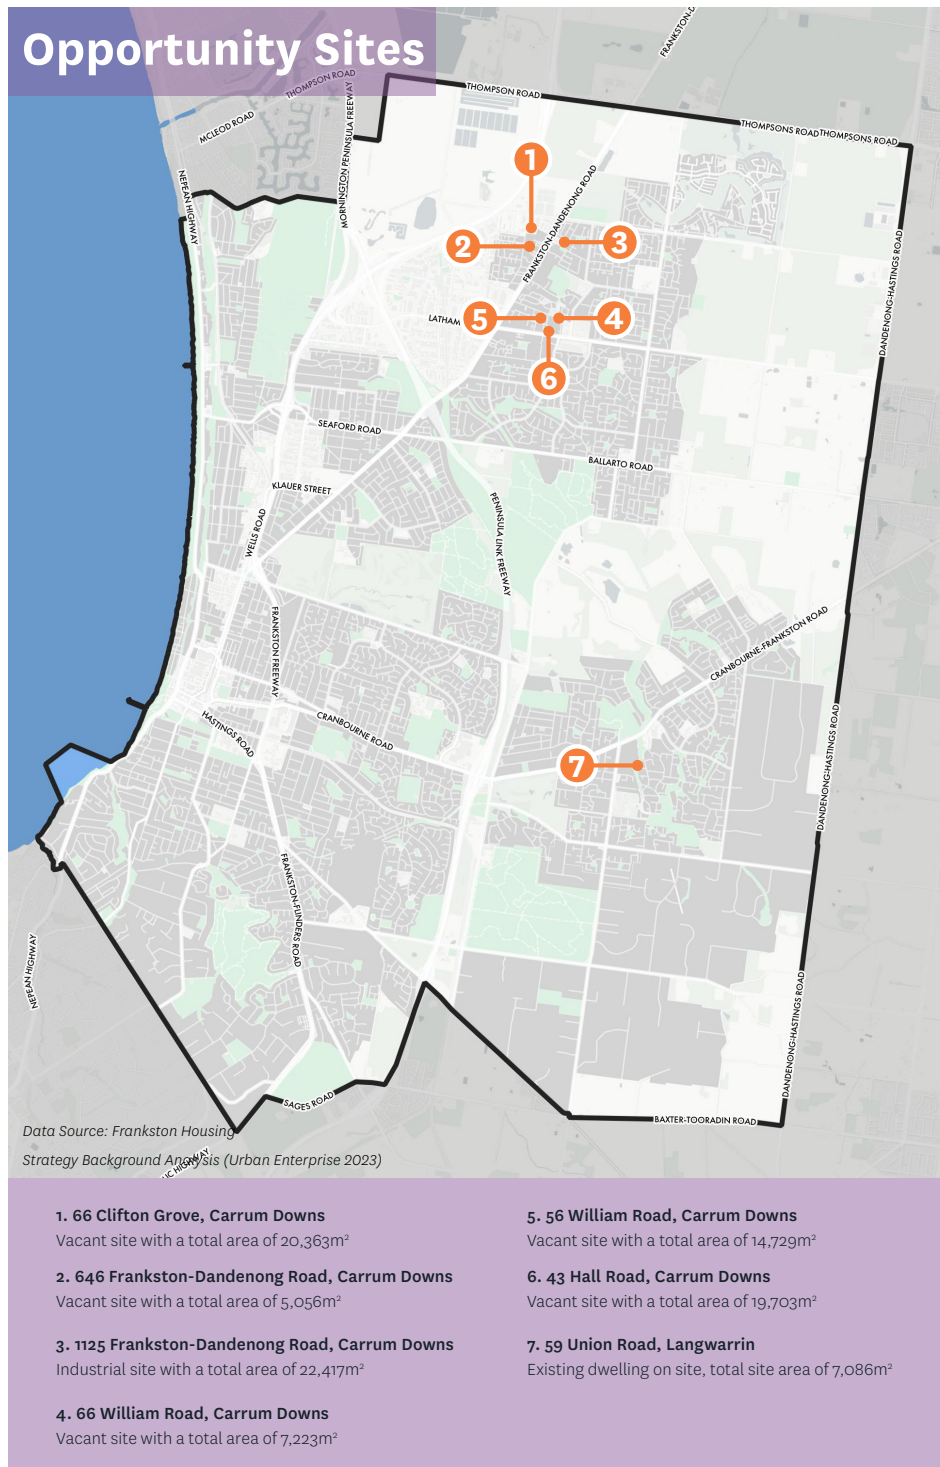 Opportunity Sites
FRANKSTON-D
THOMPSON ROAD
THOMPSON ROAD
MCLEOD ROAD
MORNINGTON PENINSULA FREEWAY
THOMPSONS ROAD
THOMPSONS ROAD
NEPEAN HIGHWAY
1
FRANKSTON-DANDENONG ROAD
2
3
DANDENONG-HASTINGS ROAD
LATHAM
5
4
6
SEAFORD ROAD
BALLARTO ROAD
KLAUER STREET
WELLS ROAD
PENINSULA LINK FREEWAY
FRANKSTON FREEWAY
CRANBOURNE-FRANKSTON ROAD
HASTINGS ROAD
CRANBOURNE ROAD
7
DANDENONG-HASTINGS ROAD
FRANKSTON-FLINDERS ROAD
NEPEAN HIGHWAY
DANDENONG-HASTINGS ROAD
SAGES ROAD
BAXTER-TOORADIN ROAD
Data Source: Frankston Housing
Strategy Background Analysis (Urban Enterprise 2023)
IC HIGHWAY
1. 66 Clifton Grove, Carrum Downs
Vacant site with a total area of 20,363m²
2. 646 Frankston-Dandenong Road, Carrum Downs
Vacant site with a total area of 5,056m²
3. 1125 Frankston-Dandenong Road, Carrum Downs
Industrial site with a total area of 22,417m²
4. 66 William Road, Carrum Downs
Vacant site with a total area of 7,223m²
5. 56 William Road, Carrum Downs
Vacant site with a total area of 14,729m²
6. 43 Hall Road, Carrum Downs
Vacant site with a total area of 19,703m²
7. 59 Union Road, Langwarrin
Existing dwelling on site, total site area of 7,086m²